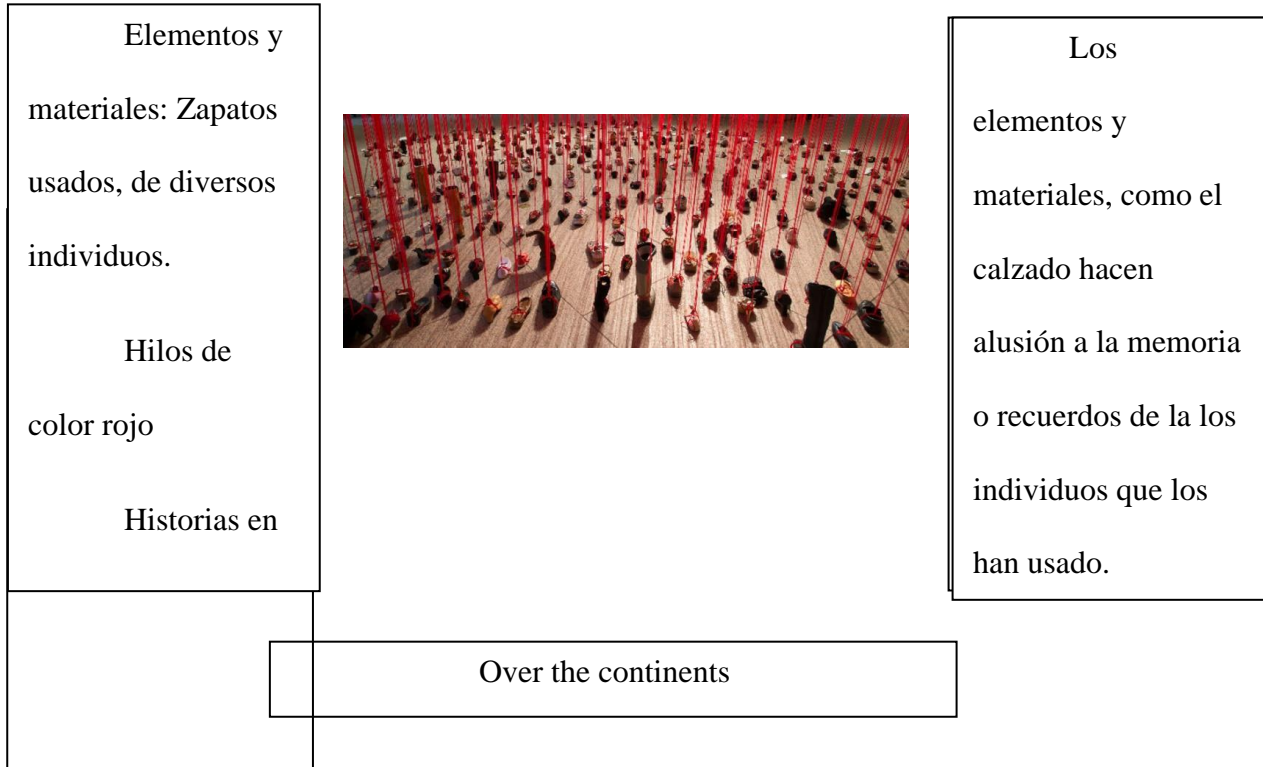 Elementos y
materiales: Zapatos
usados, de diversos
individuos.
Hilos de
color rojo
Historias en
Los
elementos y
materiales, como el
calzado hacen
alusión a la memoria
o recuerdos de la los
individuos que los
han usado.
Over the continents